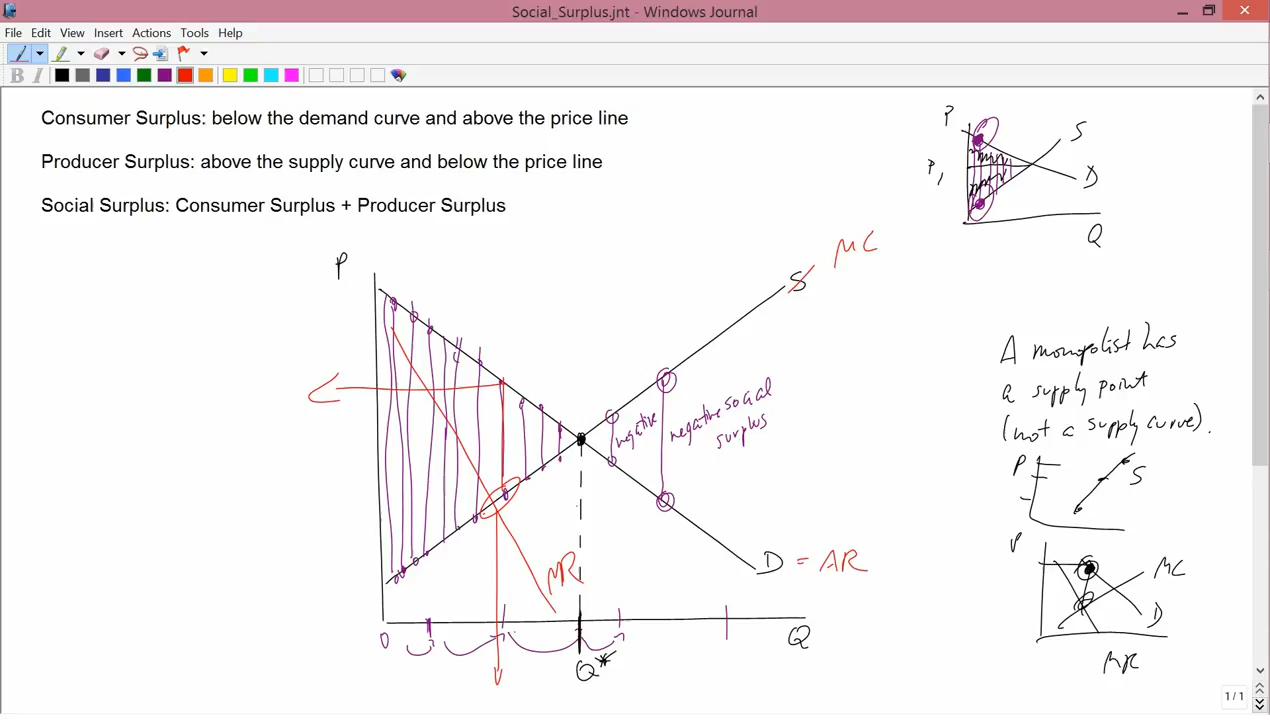 Social_Surplus.jnt - Windows Journal
File Edit View Insert Actions Tools Help
B I
Consumer Surplus: below the demand curve and above the price line
Producer Surplus: above the supply curve and below the price line
Social Surplus: Consumer Surplus + Producer Surplus
P
S
P1
D
Q
P
S
MC
A monopolist has
a supply point
(not a supply curve).
negative
negative social
surplus
P
S
MR
D = AR
P
MC
D
MR
O
Q
Q*
1 / 1